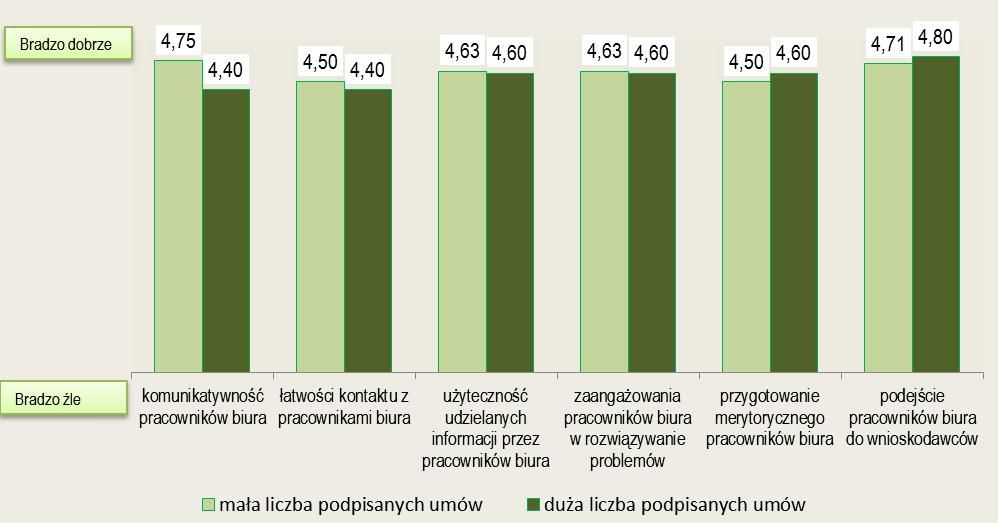 Bradzo dobrze
4,75
4,40
4,50
4,40
4,63
4,60
4,63
4,60
4,50
4,60
4,71
4,80
Bradzo źle
komunikatywność
pracowników biura
łatwości kontaktu z
pracownikami biura
użyteczność
udzielanych
informacji przez
pracowników biura
zaangażowania
pracowników biura
w rozwiązywanie
problemów
przygotowanie
merytorycznego
pracowników biura
podejście
pracowników biura
do wnioskodawców
mała liczba podpisanych umów
duża liczba podpisanych umów